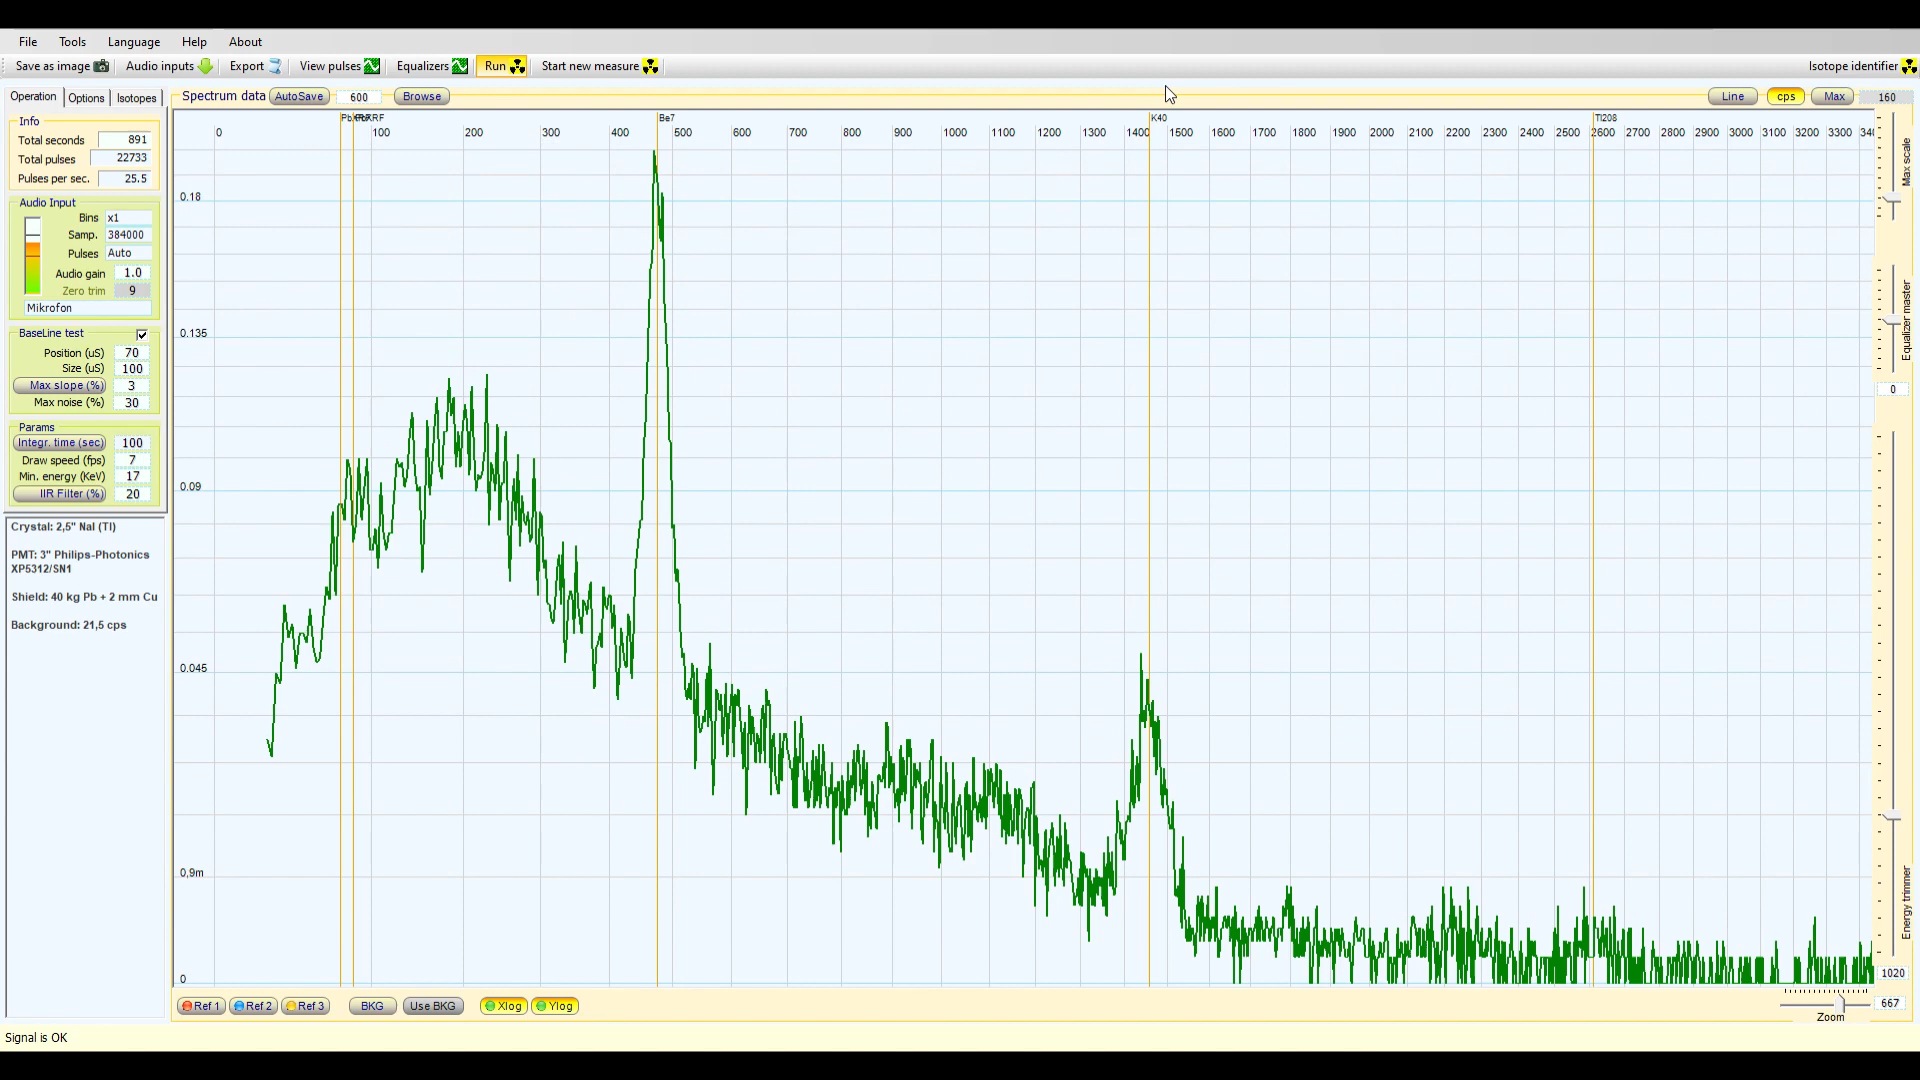 File Tools Language Help About
Save as image Audio inputs Export View pulses Equalizers Run Start new measure Isotope identifier
Operation Options Isotopes Spectrum data AutoSave 600 Browse Line cps Max 160
Info
Total seconds 891
Total pulses 22733
Pulses per sec. 25.5
Audio Input
Bins x1
Samp. 384000
Pulses Auto
Audio gain 1.0
Zero trim 9
Mikrofon
BaseLine test
Position (uS) 70
Size (uS) 100
Max slope (%) 3
Max noise (%) 30
Params
Integr. time (sec) 100
Draw speed (fps) 7
Min. energy (KeV) 17
IIR Filter (%) 20
Crystal: 2,5" NaI (Tl)
PMT: 3" Philips-Photonics
XP5312/SN1
Shield: 40 kg Pb + 2 mm Cu
Background: 21,5 cps
Be7 K40 Tl208
0 100 200 300 400 500 600 700 800 900 1000 1100 1200 1300 1400 1500 1600 1700 1800 1900 2000 2100 2200 2300 2400 2500 2600 2700 2800 2900 3000 3100 3200 3300
0.18
0.135
0.09
0.045
0,9m
0
Max scale
Equalizer master
0
Energy trimmer
1020
667
Zoom
Ref 1 Ref 2 Ref 3 BKG Use BKG Xlog Ylog
Signal is OK